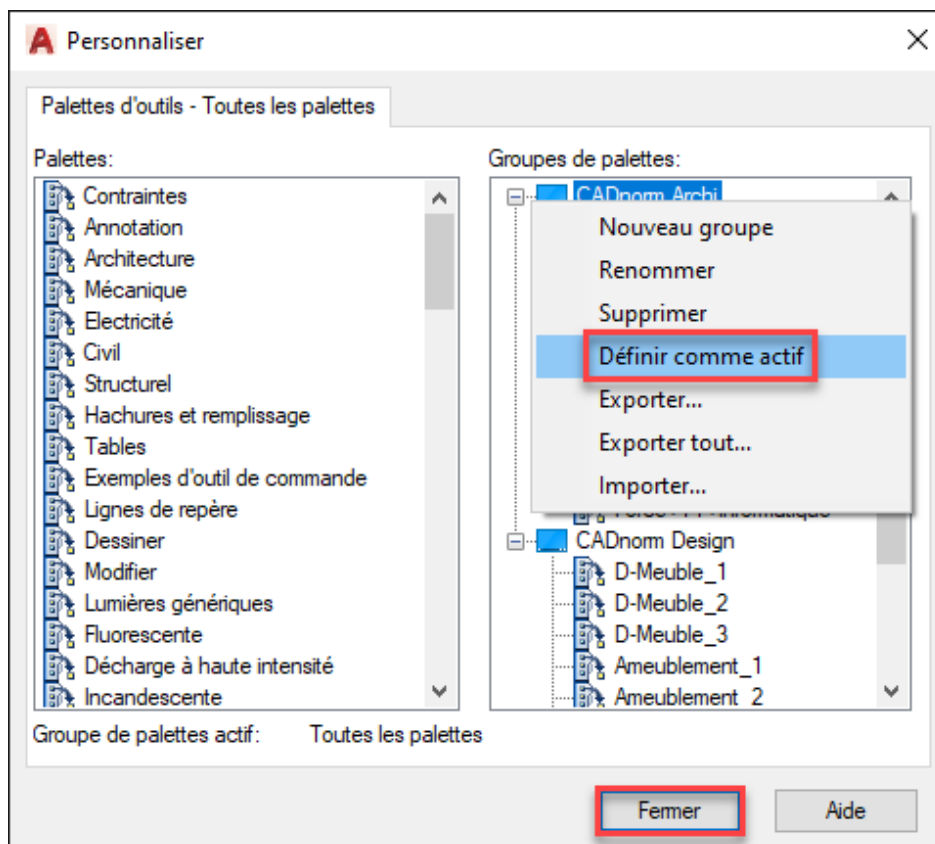 Personnaliser
Palettes d'outils - Toutes les palettes
Palettes:
Contraintes
Annotation
Architecture
Mécanique
Electricité
Civil
Structurel
Hachures et remplissage
Tables
Exemples d'outil de commande
Lignes de repère
Dessiner
Modifier
Lumières génériques
Fluorescente
Décharge à haute intensité
Incandescente
Groupes de palettes:
CADnorm Archi
Nouveau groupe
Renommer
Supprimer
Définir comme actif
Exporter...
Exporter tout...
Importer...
CADnorm Design
D-Meuble_1
D-Meuble_2
D-Meuble_3
Ameublement_1
Ameublement_2
Groupe de palettes actif: Toutes les palettes
Fermer
Aide